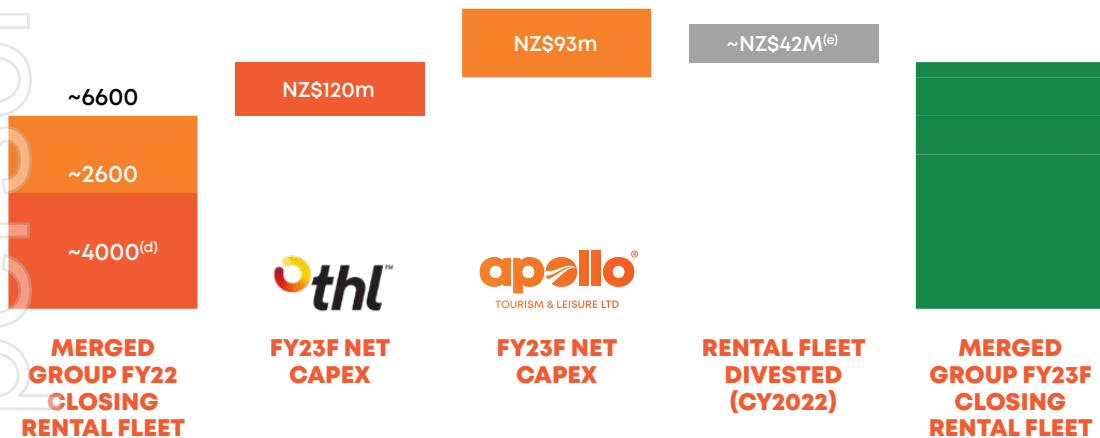 NZ$93m
~NZ$42M(e)
NZ$120m
~6600
~2600
~4000(d)
thl™
apollo®
TOURISM & LEISURE LTD
MERGED
GROUP FY22
CLOSING
RENTAL FLEET
FY23F NET
CAPEX
FY23F NET
CAPEX
RENTAL FLEET
DIVESTED
(CY2022)
MERGED
GROUP FY23F
CLOSING
RENTAL FLEET